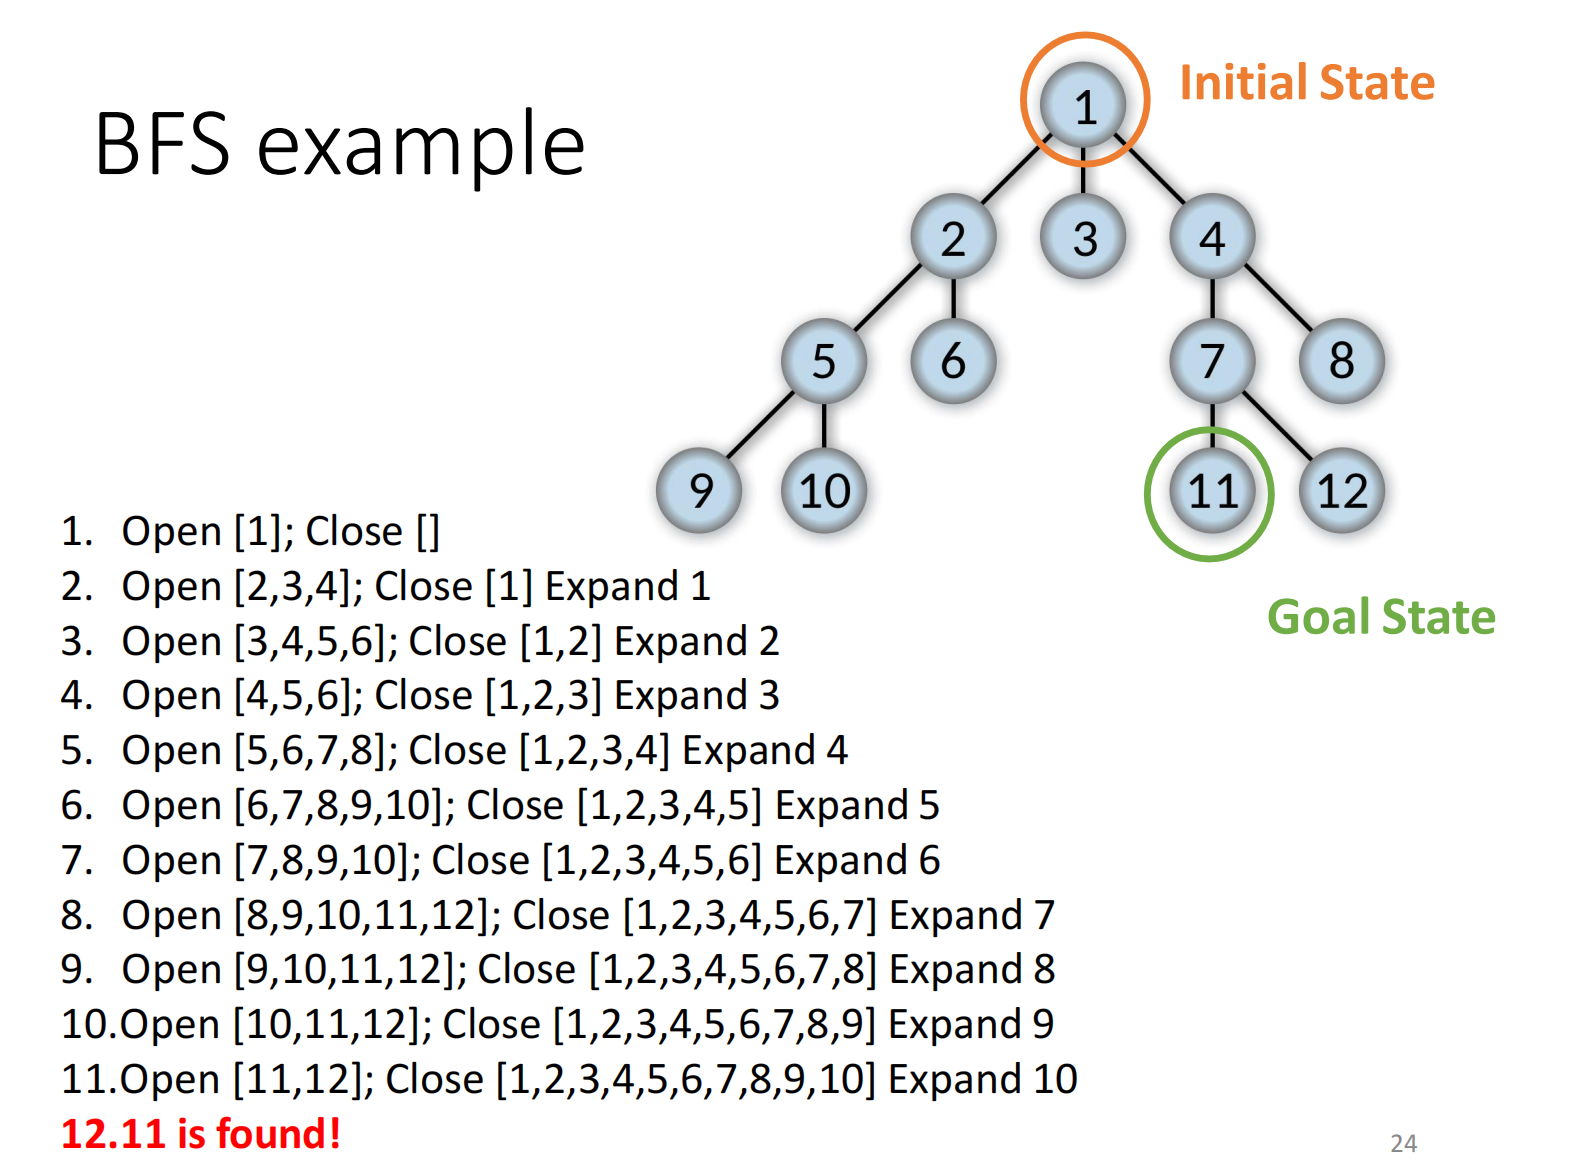 BFS example
Initial State
1
2 3 4
5 6 7 8
9 10 11 12
Goal State
1. Open [1]; Close []
2. Open [2,3,4]; Close [1] Expand 1
3. Open [3,4,5,6]; Close [1,2] Expand 2
4. Open [4,5,6]; Close [1,2,3] Expand 3
5. Open [5,6,7,8]; Close [1,2,3,4] Expand 4
6. Open [6,7,8,9,10]; Close [1,2,3,4,5] Expand 5
7. Open [7,8,9,10]; Close [1,2,3,4,5,6] Expand 6
8. Open [8,9,10,11,12]; Close [1,2,3,4,5,6,7] Expand 7
9. Open [9,10,11,12]; Close [1,2,3,4,5,6,7,8] Expand 8
10.Open [10,11,12]; Close [1,2,3,4,5,6,7,8,9] Expand 9
11.Open [11,12]; Close [1,2,3,4,5,6,7,8,9,10] Expand 10
12.11 is found!
24